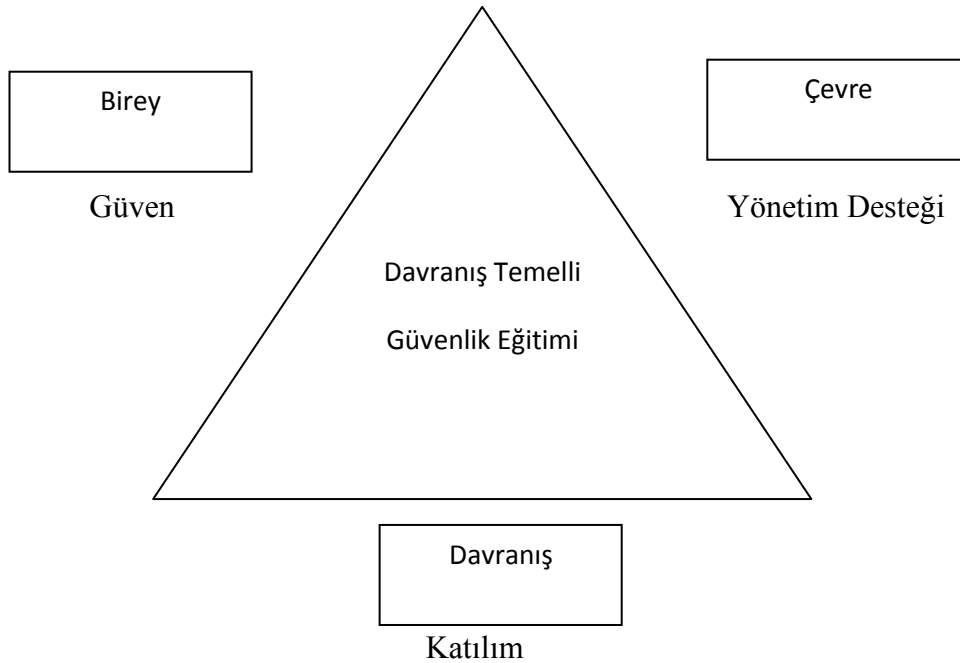 Birey
Güven
Çevre
Yönetim Desteği
Davranış Temelli
Güvenlik Eğitimi
Davranış
Katılım